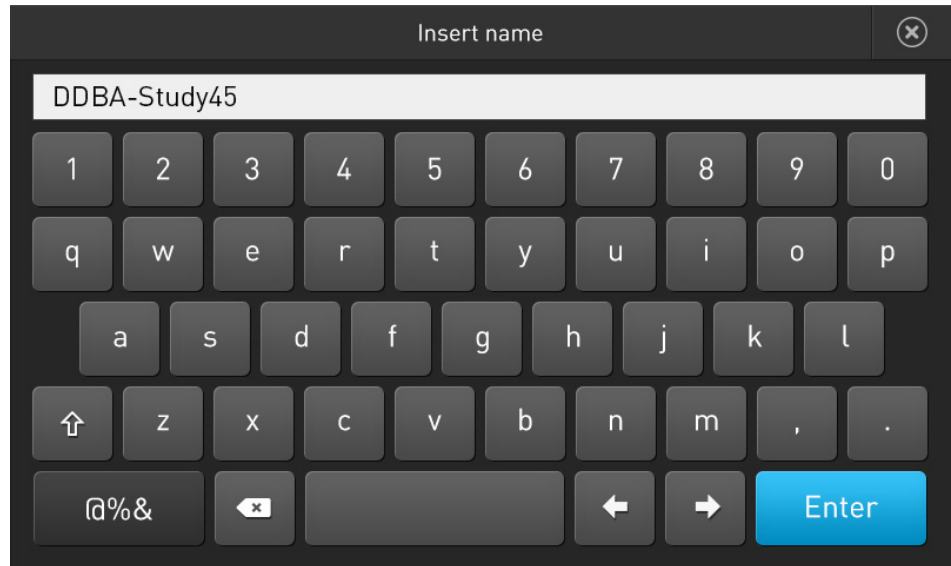 Insert name
DDBA-Study45
1 2 3 4 5 6 7 8 9 0
q w e r t y u i o p
a s d f g h j k l
z x c v b n m , .
@%& Enter